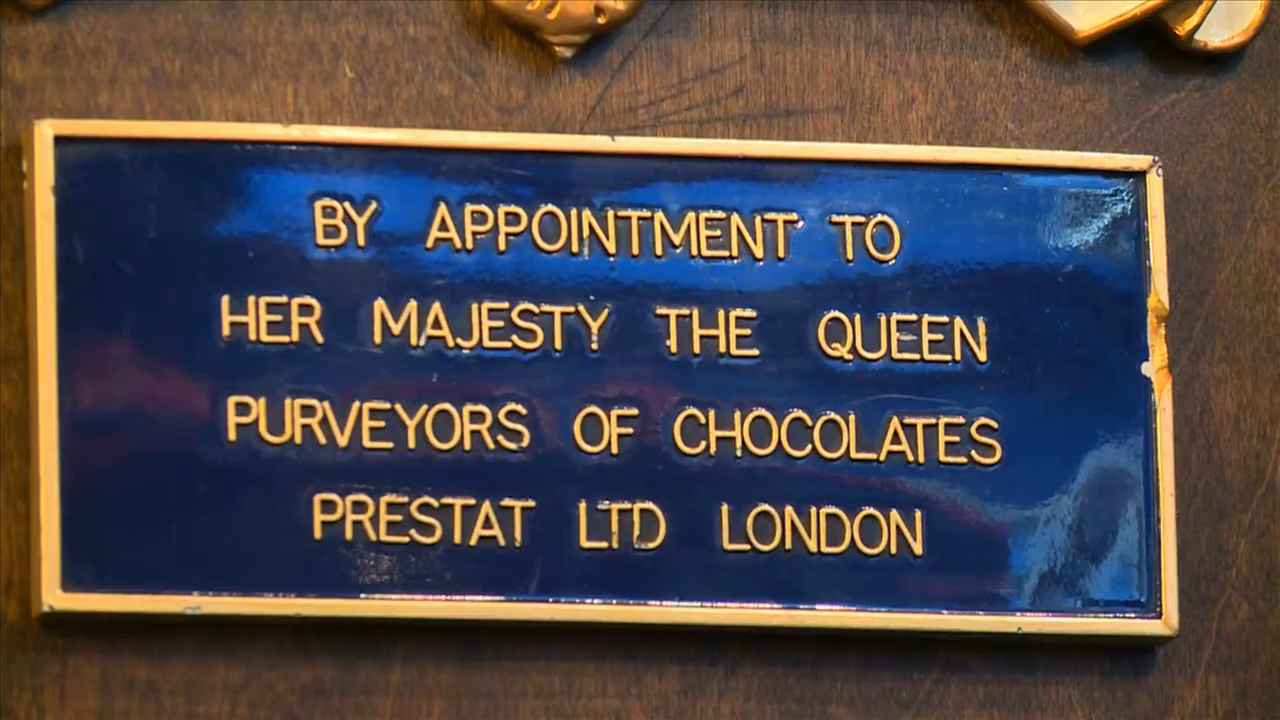 BY APPOINTMENT TO
HER MAJESTY THE QUEEN
PURVEYORS OF CHOCOLATES
PRESTAT LTD LONDON